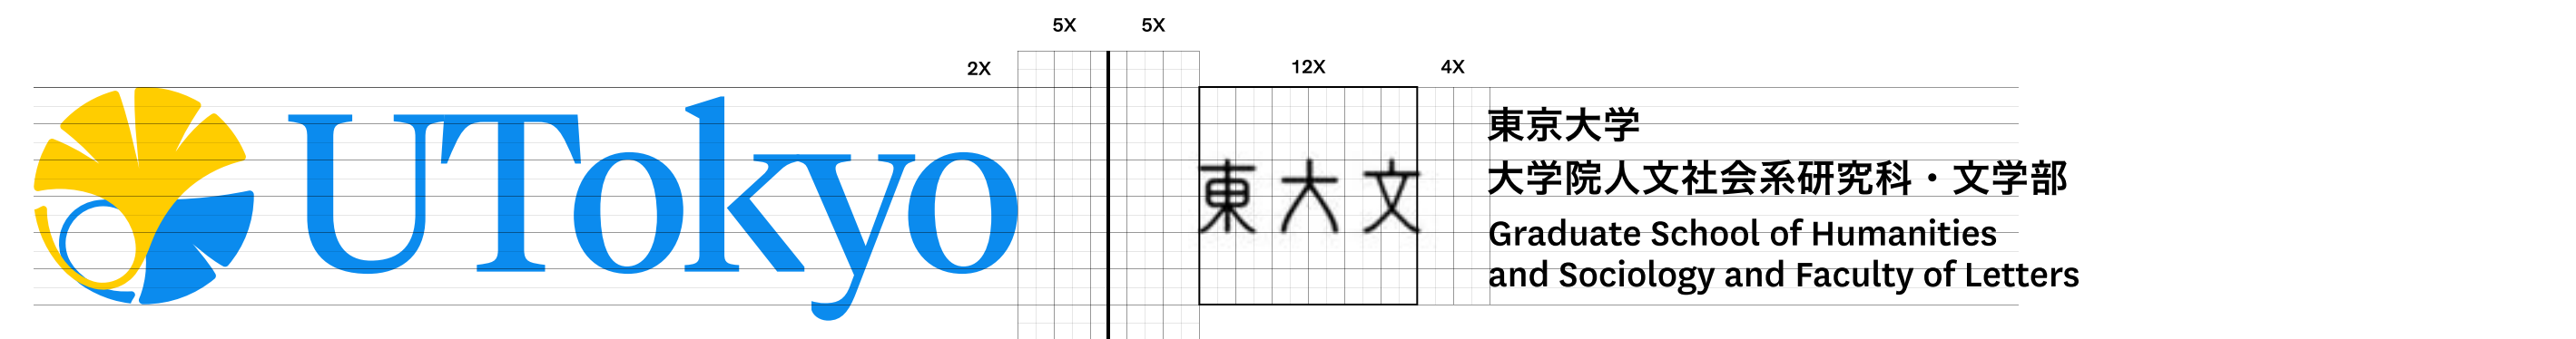 5X 5X
2X 12X 4X
UTokyo
東大文
東京大学
大学院人文社会系研究科・文学部
Graduate School of Humanities
and Sociology and Faculty of Letters